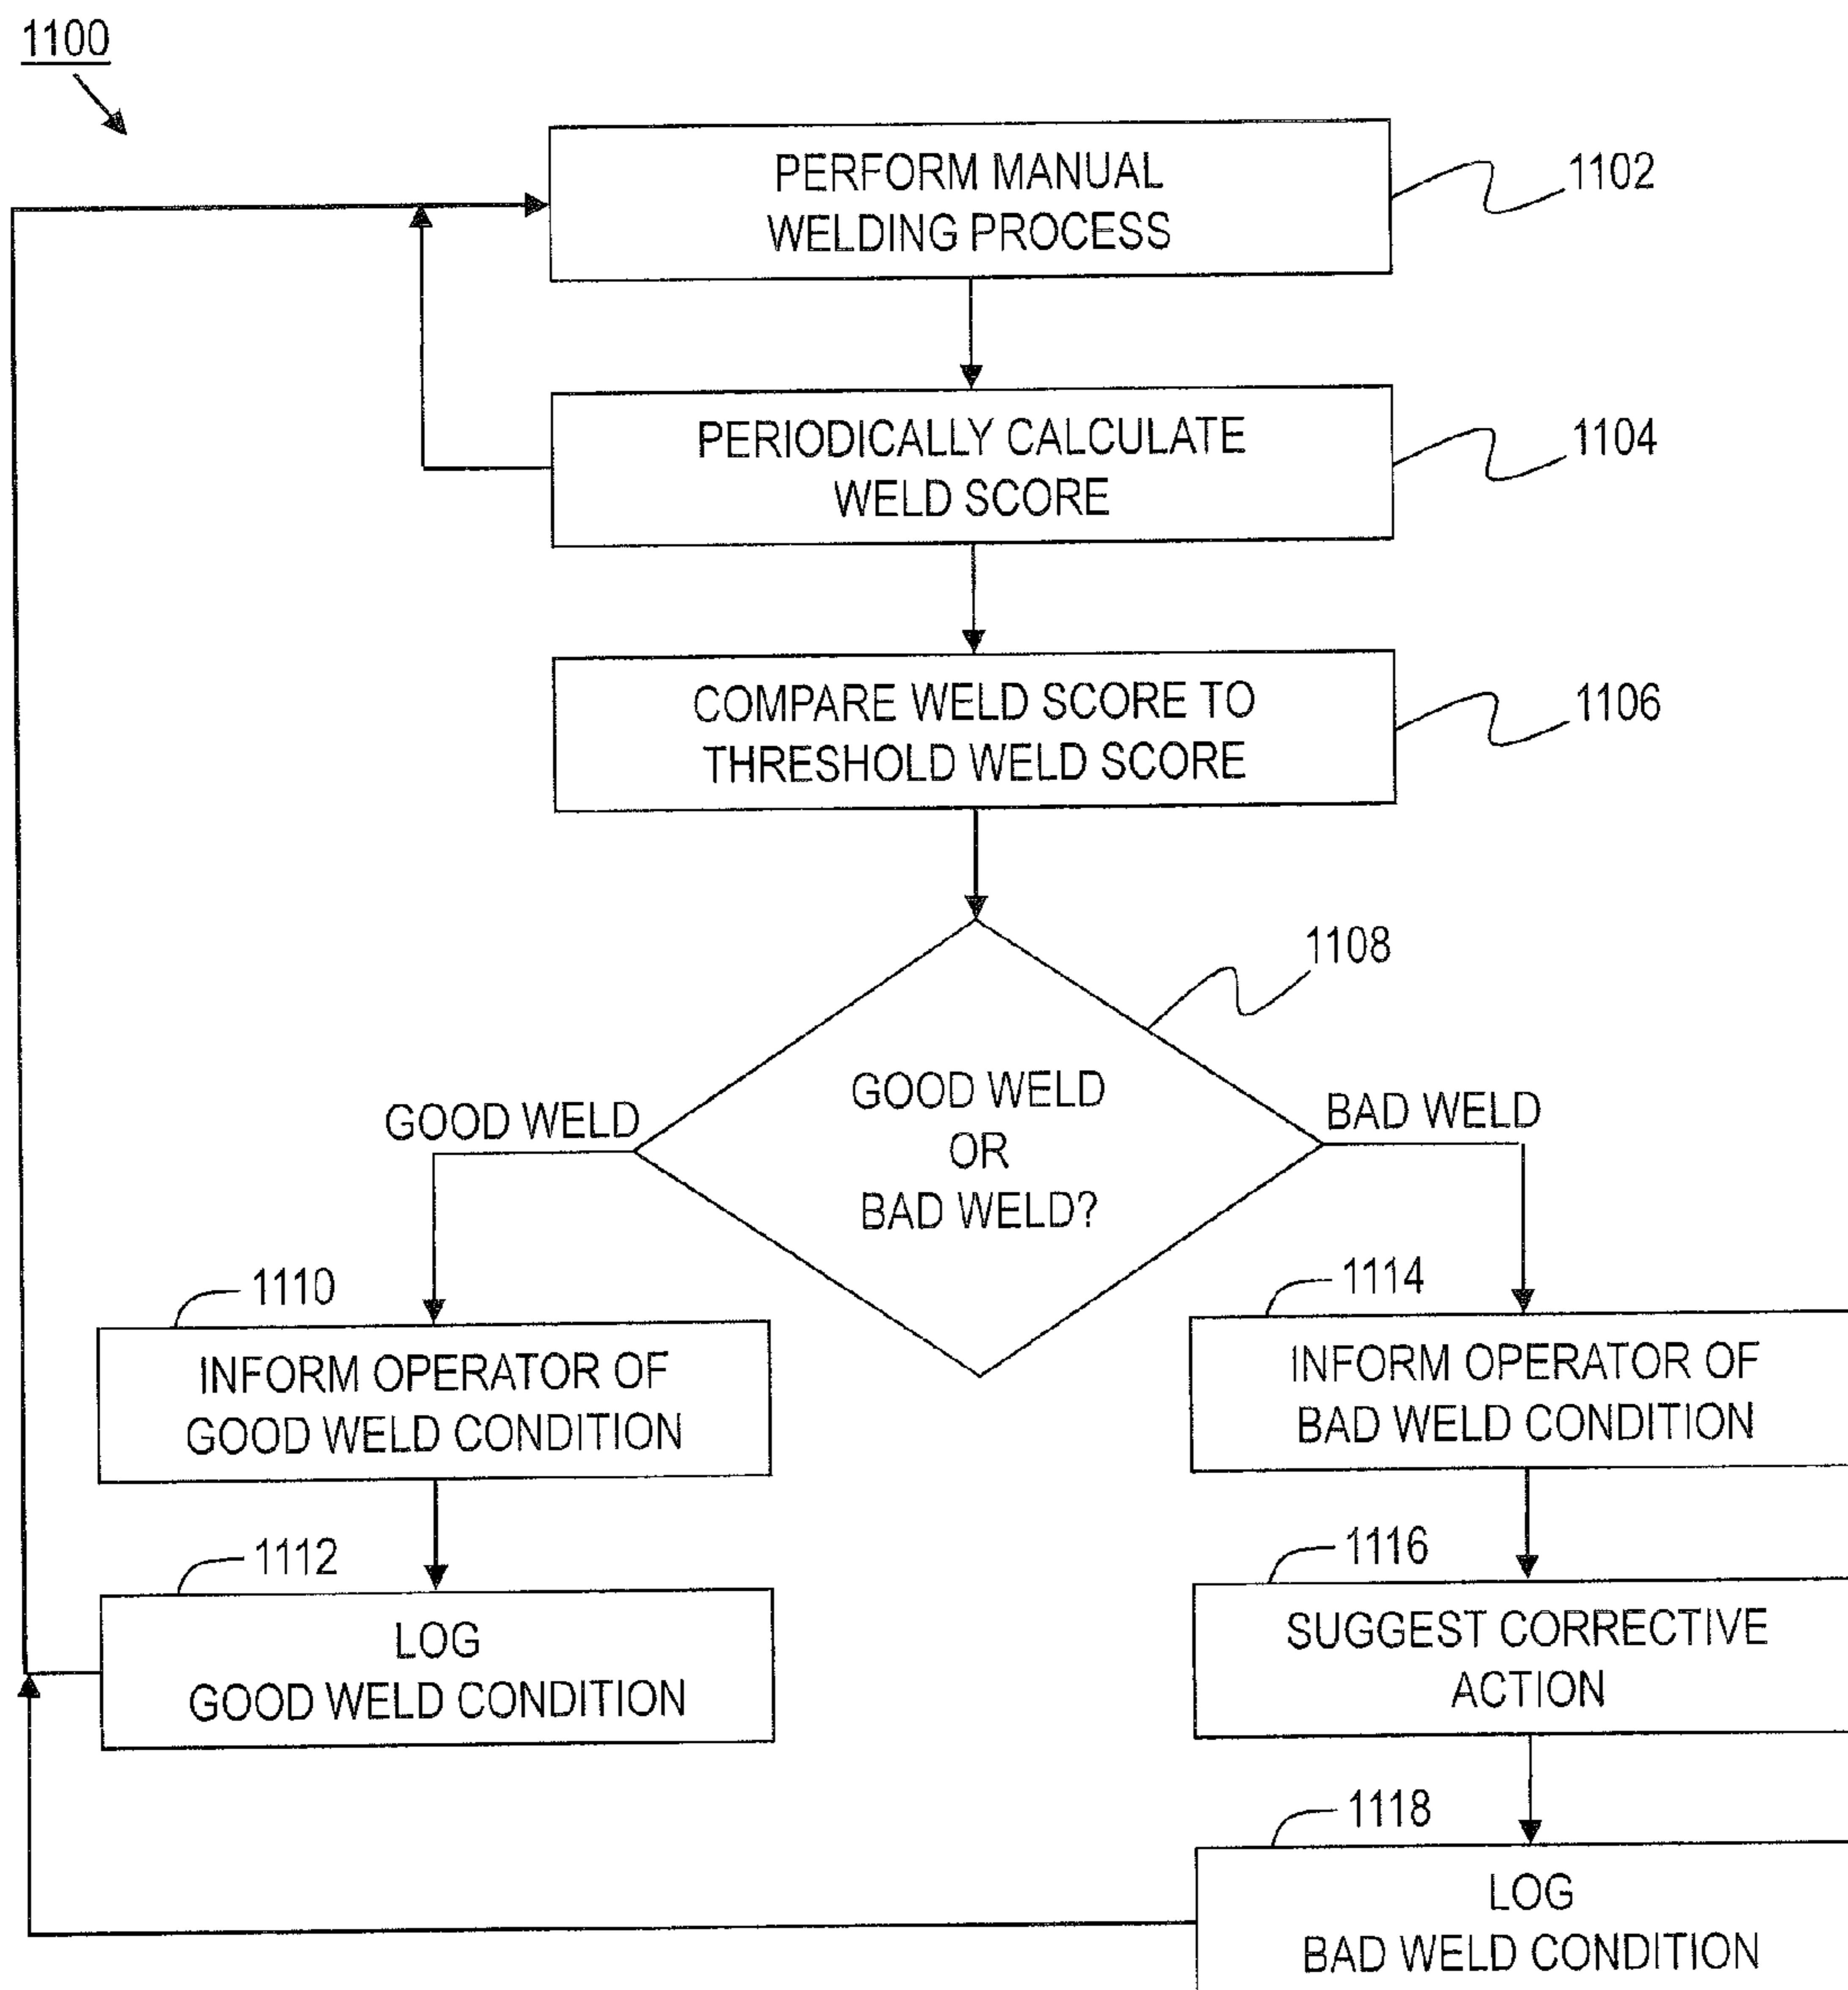 1100
PERFORM MANUAL
WELDING PROCESS
1102
PERIODICALLY CALCULATE
WELD SCORE
1104
COMPARE WELD SCORE TO
THRESHOLD WELD SCORE
1106
1108
GOOD WELD
OR
BAD WELD?
GOOD WELD
BAD WELD
1110
INFORM OPERATOR OF
GOOD WELD CONDITION
1112
LOG
GOOD WELD CONDITION
1114
INFORM OPERATOR OF
BAD WELD CONDITION
1116
SUGGEST CORRECTIVE
ACTION
1118
LOG
BAD WELD CONDITION